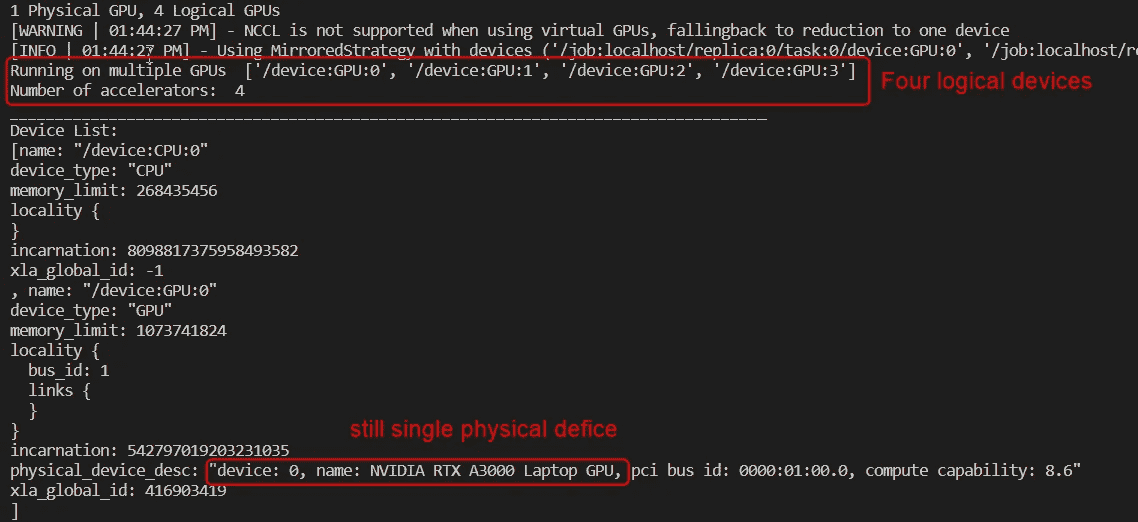 1 Physical GPU, 4 Logical GPUs
[WARNING | 01:44:27 PM] - NCCL is not supported when using virtual GPUs, fallingback to reduction to one device
[INFO | 01:44:27 PM] - Using MirroredStrategy with devices ('/job:localhost/replica:0/task:0/device:GPU:0', '/job:localhost/re
Running on multiple GPUs  ['/device:GPU:0', '/device:GPU:1', '/device:GPU:2', '/device:GPU:3']
Number of accelerators:  4
Four logical devices
Device List:
[name: "/device:CPU:0"
device_type: "CPU"
memory_limit: 268435456
locality {
}
incarnation: 8098817375958493582
xla_global_id: -1
, name: "/device:GPU:0"
device_type: "GPU"
memory_limit: 1073741824
locality {
  bus_id: 1
  links {
  }
}
incarnation: 542797019203231035
still single physical defice
physical_device_desc: "device: 0, name: NVIDIA RTX A3000 Laptop GPU, pci bus id: 0000:01:00.0, compute capability: 8.6"
xla_global_id: 416903419
]